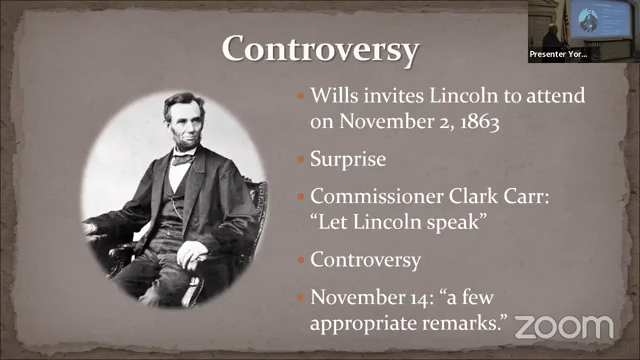 Controversy
Presenter Yor...
Wills invites Lincoln to attend
on November 2, 1863
Surprise
Commissioner Clark Carr:
“Let Lincoln speak”
Controversy
November 14: “a few
appropriate remarks.”
zoom